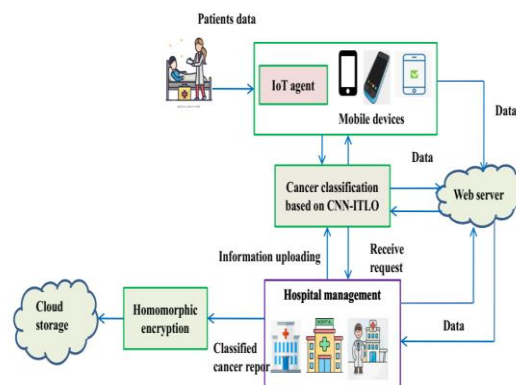 Patients data
IoT agent
Mobile devices
Data
Data
Cancer classification
based on CNN-ITLO
Web server
Information uploading
Receive
request
Cloud
storage
Homomorphic
encryption
Hospital management
HOSPITAL
Classified
cancer repor
Data